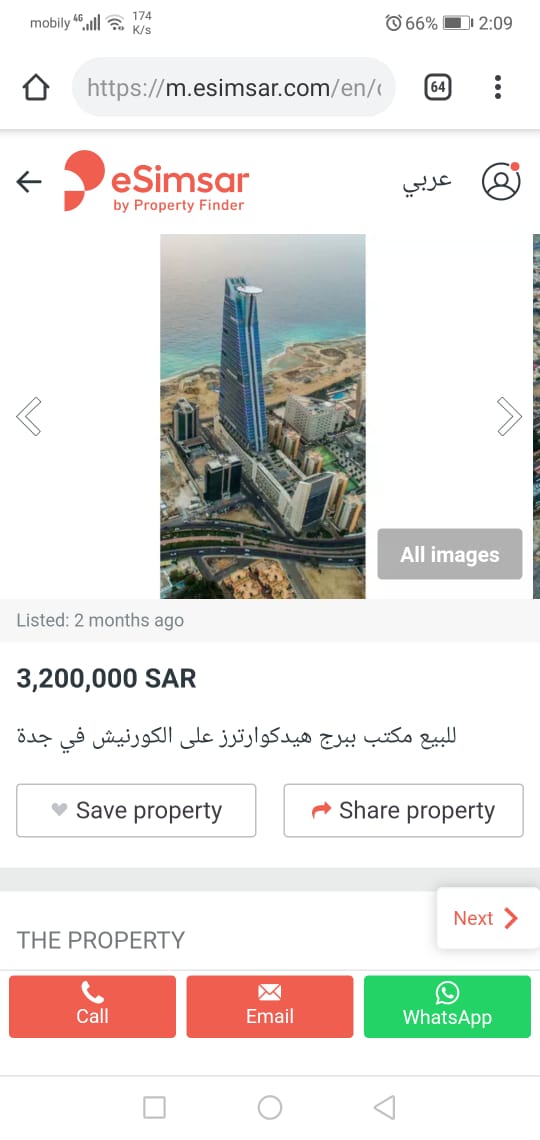 mobily 4G 174 K/s 66% 2:09
https://m.esimsar.com/en/
64
eSimsar
by Property Finder
عربي
All images
Listed: 2 months ago
3,200,000 SAR
للبيع مكتب ببرج هيدكوارترز على الكورنيش في جدة
Save property
Share property
Next
THE PROPERTY
Call
Email
WhatsApp